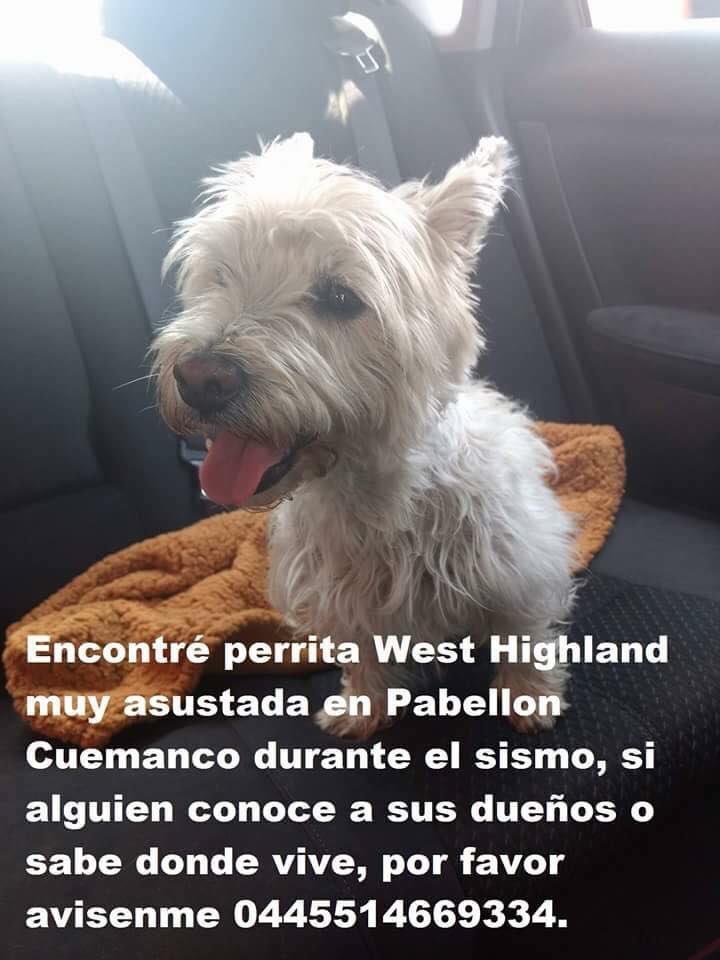 Encontré perrita West Highland
muy asustada en Pabellon
Cuemanco durante el sismo, si
alguien conoce a sus dueños o
sabe donde vive, por favor
avisenme 0445514669334.